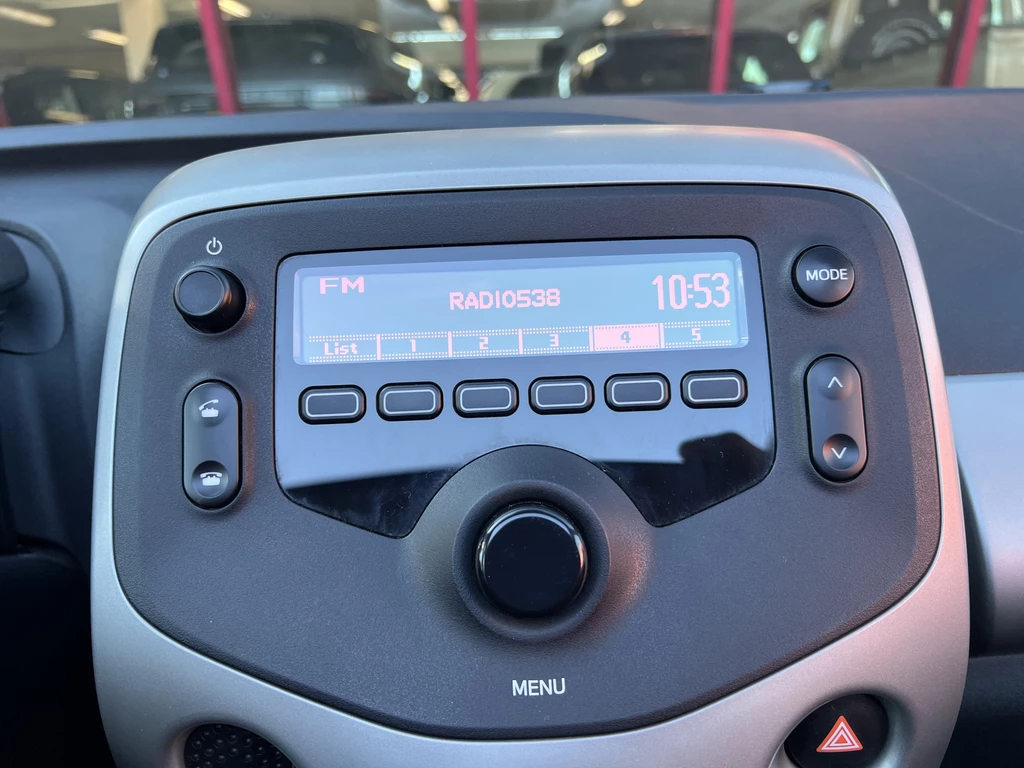 FM
RADIO538
10:53
List 1 2 3 4 5
MODE
MENU